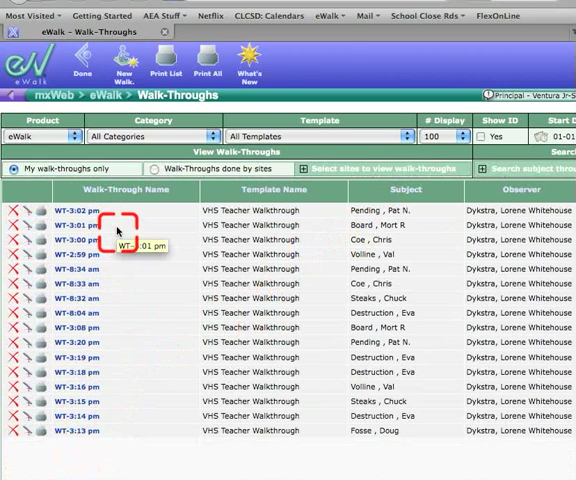 Most Visited Getting Started AEA Stuff Netflix CLCSD: Calendars eWalk Mail School Close Rds FlexOnLine
eWalk - Walk-Throughs
eW
eWalk
Done New Walk. Print List Print All What's New
mxWeb > eWalk > Walk-Throughs Principal - Ventura Jr-S
Product Category Template # Display Show ID Start D
eWalk All Categories All Templates 100 Yes 01-01
View Walk-Throughs Searc
My walk-throughs only Walk-Throughs done by sites Select sites to view walk-throughs Search subject throu
Walk-Through Name Template Name Subject Observer
WT-3:02 pm VHS Teacher Walkthrough Pending , Pat N. Dykstra, Lorene Whitehouse
WT-3:01 pm VHS Teacher Walkthrough Board , Mort R Dykstra, Lorene Whitehouse
WT-3:00 pm VHS Teacher Walkthrough Coe , Chris Dykstra, Lorene Whitehouse
WT-3:01 pm
WT-2:59 pm VHS Teacher Walkthrough Volline , Val Dykstra, Lorene Whitehouse
WT-8:34 am VHS Teacher Walkthrough Pending , Pat N. Dykstra, Lorene Whitehouse
WT-8:33 am VHS Teacher Walkthrough Coe , Chris Dykstra, Lorene Whitehouse
WT-8:32 am VHS Teacher Walkthrough Steaks , Chuck Dykstra, Lorene Whitehouse
WT-8:04 am VHS Teacher Walkthrough Destruction , Eva Dykstra, Lorene Whitehouse
WT-3:08 pm VHS Teacher Walkthrough Board , Mort R Dykstra, Lorene Whitehouse
WT-3:20 pm VHS Teacher Walkthrough Pending , Pat N. Dykstra, Lorene Whitehouse
WT-3:19 pm VHS Teacher Walkthrough Destruction , Eva Dykstra, Lorene Whitehouse
WT-3:18 pm VHS Teacher Walkthrough Destruction , Eva Dykstra, Lorene Whitehouse
WT-3:16 pm VHS Teacher Walkthrough Volline , Val Dykstra, Lorene Whitehouse
WT-3:15 pm VHS Teacher Walkthrough Steaks , Chuck Dykstra, Lorene Whitehouse
WT-3:14 pm VHS Teacher Walkthrough Destruction , Eva Dykstra, Lorene Whitehouse
WT-3:13 pm VHS Teacher Walkthrough Fosse , Doug Dykstra, Lorene Whitehouse